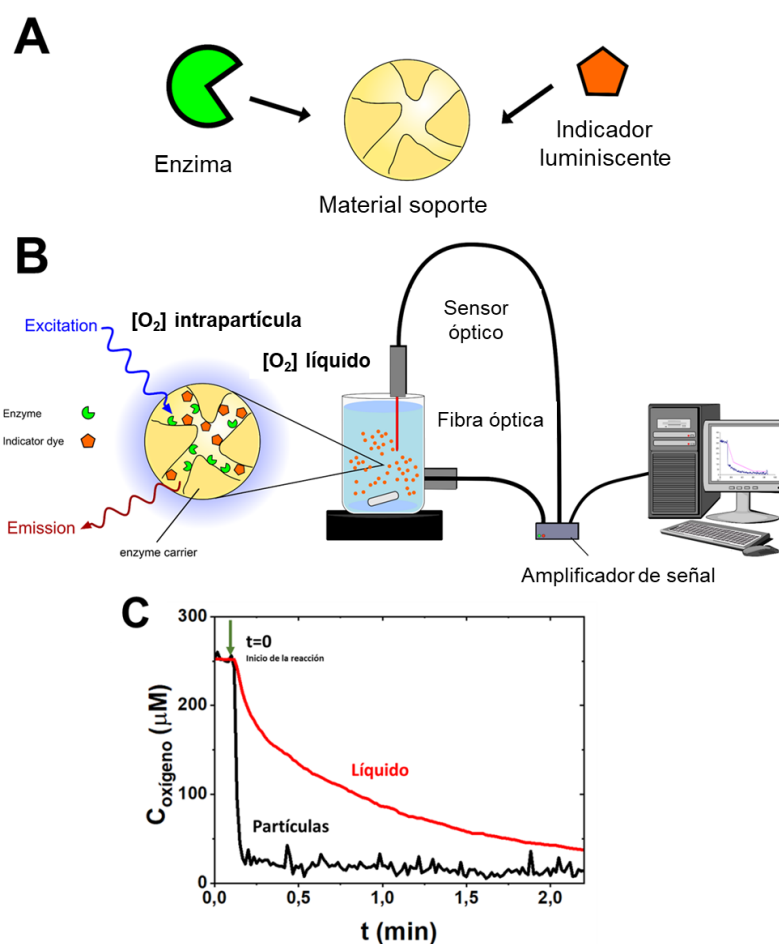 A
Enzima
Material soporte
Indicador
luminiscente
B
Excitation
[O₂] intrapartícula
[O₂] líquido
Sensor
óptico
Fibra óptica
Enzyme
Indicator dye
Emission
enzyme carrier
Amplificador de señal
C
300
t=0
Inicio de la reacción
250
Líquido
100
Partículas
0
C oxígeno (µM)
0,0
0,5
1,0
1,5
2,0
t (min)